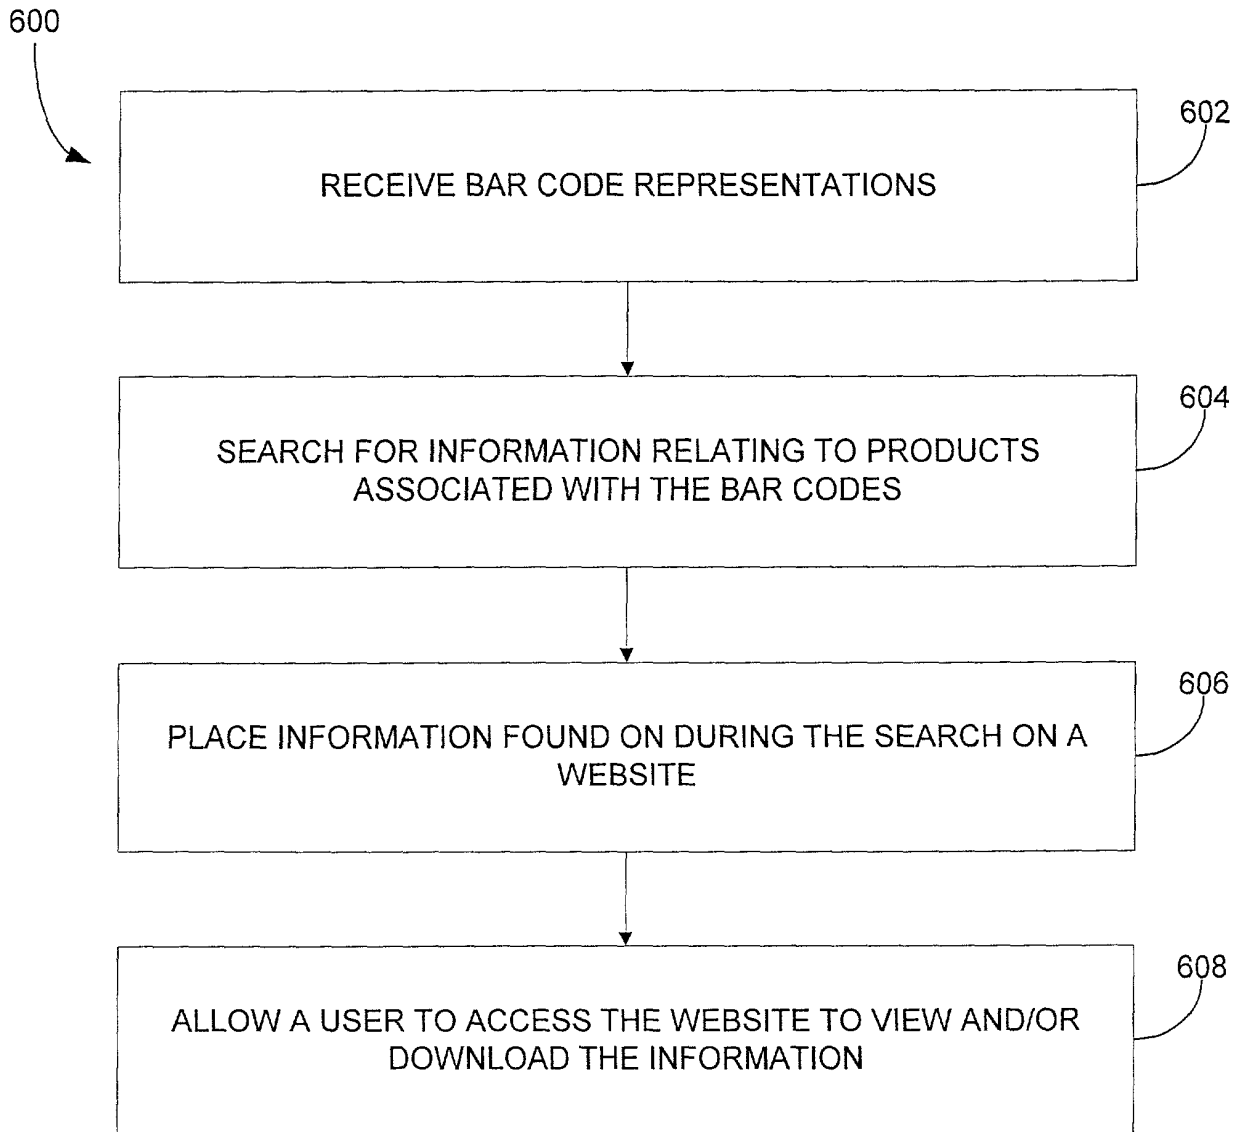 600
602
RECEIVE BAR CODE REPRESENTATIONS
604
SEARCH FOR INFORMATION RELATING TO PRODUCTS
ASSOCIATED WITH THE BAR CODES
606
PLACE INFORMATION FOUND ON DURING THE SEARCH ON A
WEBSITE
608
ALLOW A USER TO ACCESS THE WEBSITE TO VIEW AND/OR
DOWNLOAD THE INFORMATION